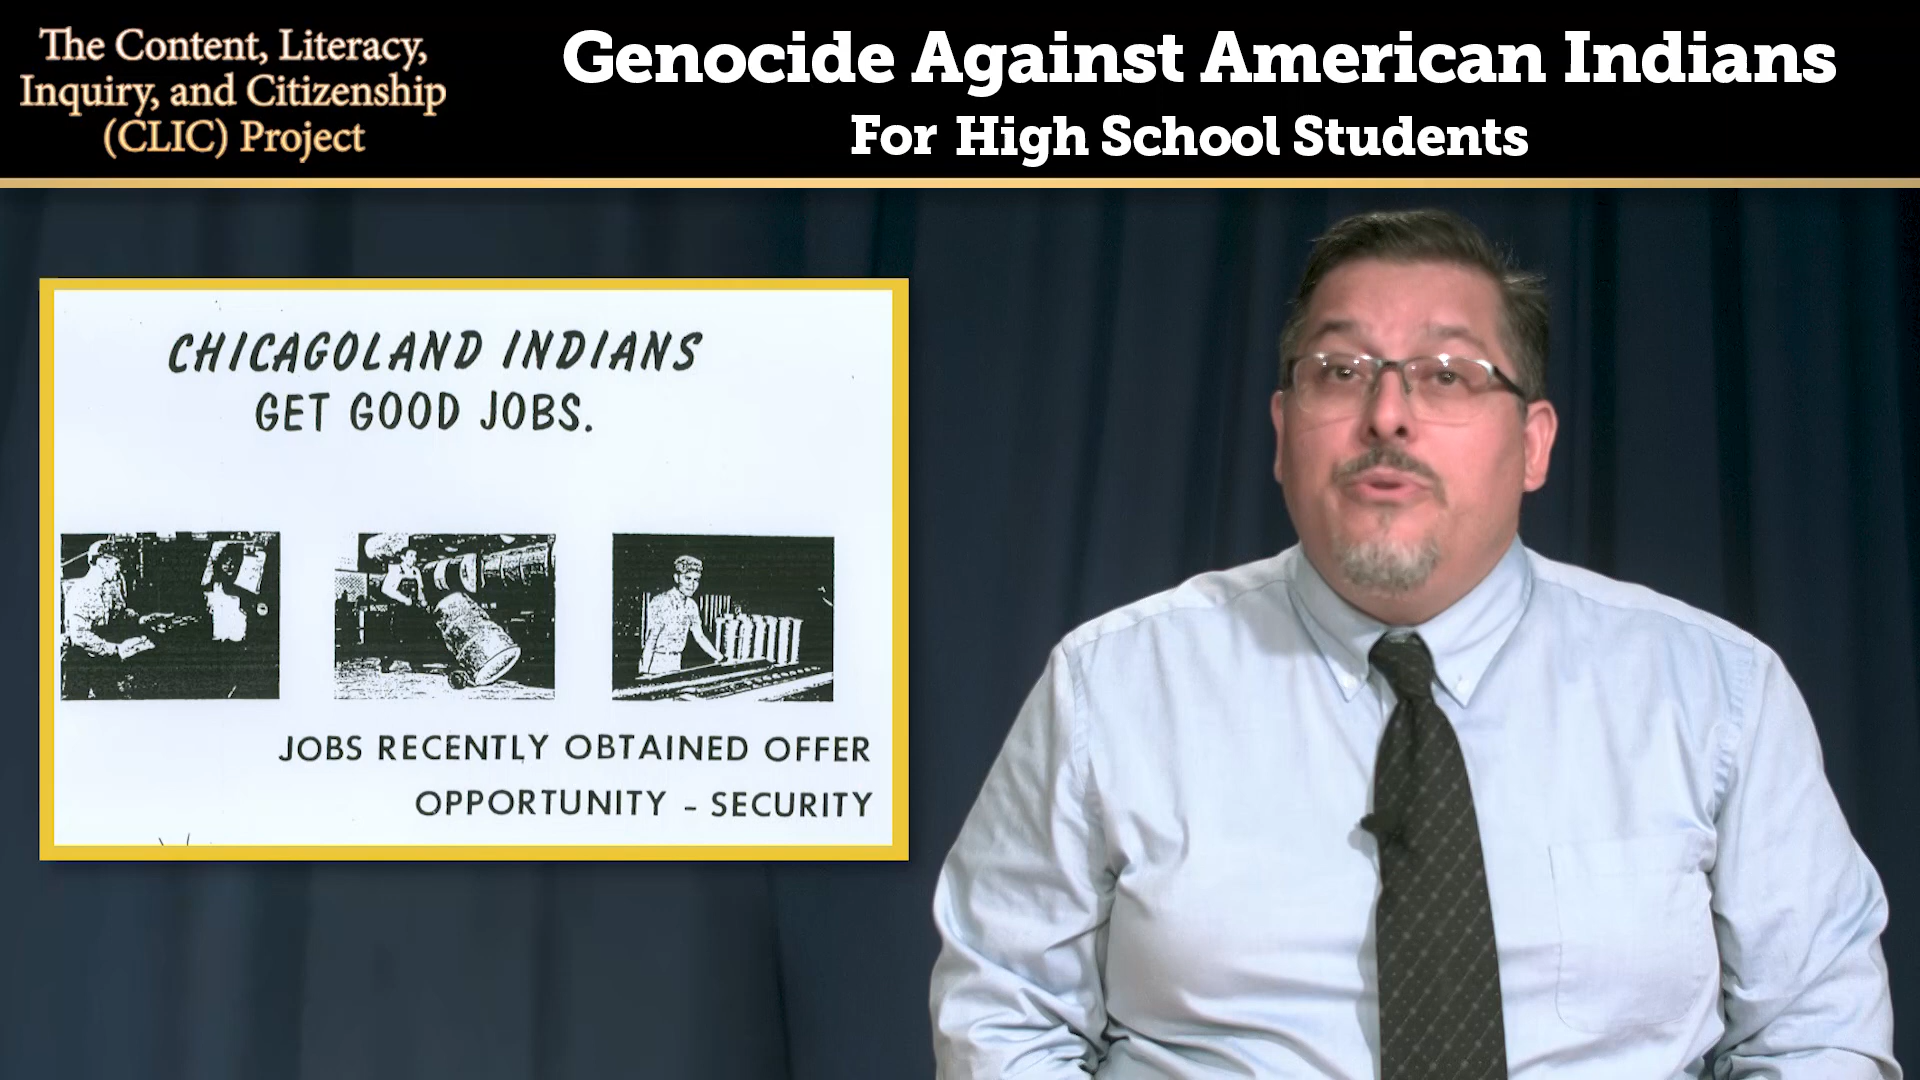 The Content, Literacy,
Inquiry, and Citizenship
(CLIC) Project
Genocide Against American Indians
For High School Students
CHICAGOLAND INDIANS
GET GOOD JOBS.
JOBS RECENTLY OBTAINED OFFER
OPPORTUNITY - SECURITY